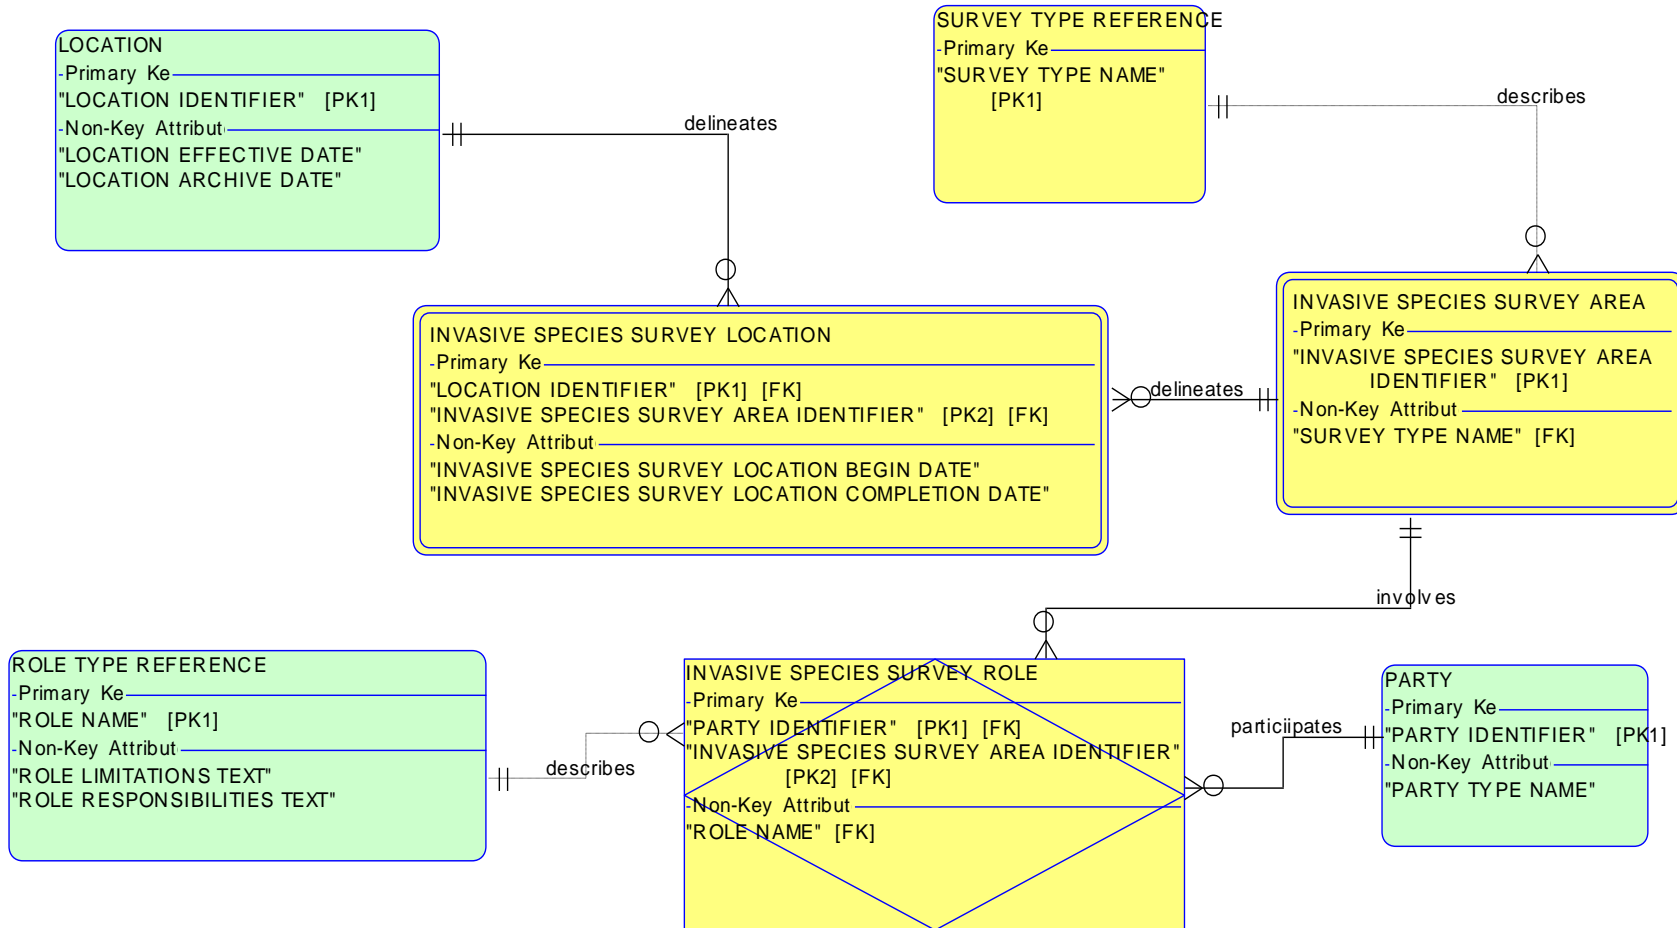 LOCATION
-Primary Ke
"LOCATION IDENTIFIER" [PK1]
-Non-Key Attribut
"LOCATION EFFECTIVE DATE"
"LOCATION ARCHIVE DATE"
delineates
SURVEY TYPE REFERENCE
-Primary Ke
"SURVEY TYPE NAME"
[PK1]
describes
INVASIVE SPECIES SURVEY LOCATION
-Primary Ke
"LOCATION IDENTIFIER" [PK1] [FK]
"INVASIVE SPECIES SURVEY AREA IDENTIFIER" [PK2] [FK]
-Non-Key Attribut
"INVASIVE SPECIES SURVEY LOCATION BEGIN DATE"
"INVASIVE SPECIES SURVEY LOCATION COMPLETION DATE"
delineates
INVASIVE SPECIES SURVEY AREA
-Primary Ke
"INVASIVE SPECIES SURVEY AREA
IDENTIFIER" [PK1]
-Non-Key Attribut
"SURVEY TYPE NAME" [FK]
involves
ROLE TYPE REFERENCE
-Primary Ke
"ROLE NAME" [PK1]
-Non-Key Attribut
"ROLE LIMITATIONS TEXT"
"ROLE RESPONSIBILITIES TEXT"
describes
INVASIVE SPECIES SURVEY ROLE
-Primary Ke
"PARTY IDENTIFIER" [PK1] [FK]
"INVASIVE SPECIES SURVEY AREA IDENTIFIER"
[PK2] [FK]
-Non-Key Attribut
"ROLE NAME" [FK]
particiipates
PARTY
-Primary Ke
"PARTY IDENTIFIER" [PK1]
-Non-Key Attribut
"PARTY TYPE NAME"